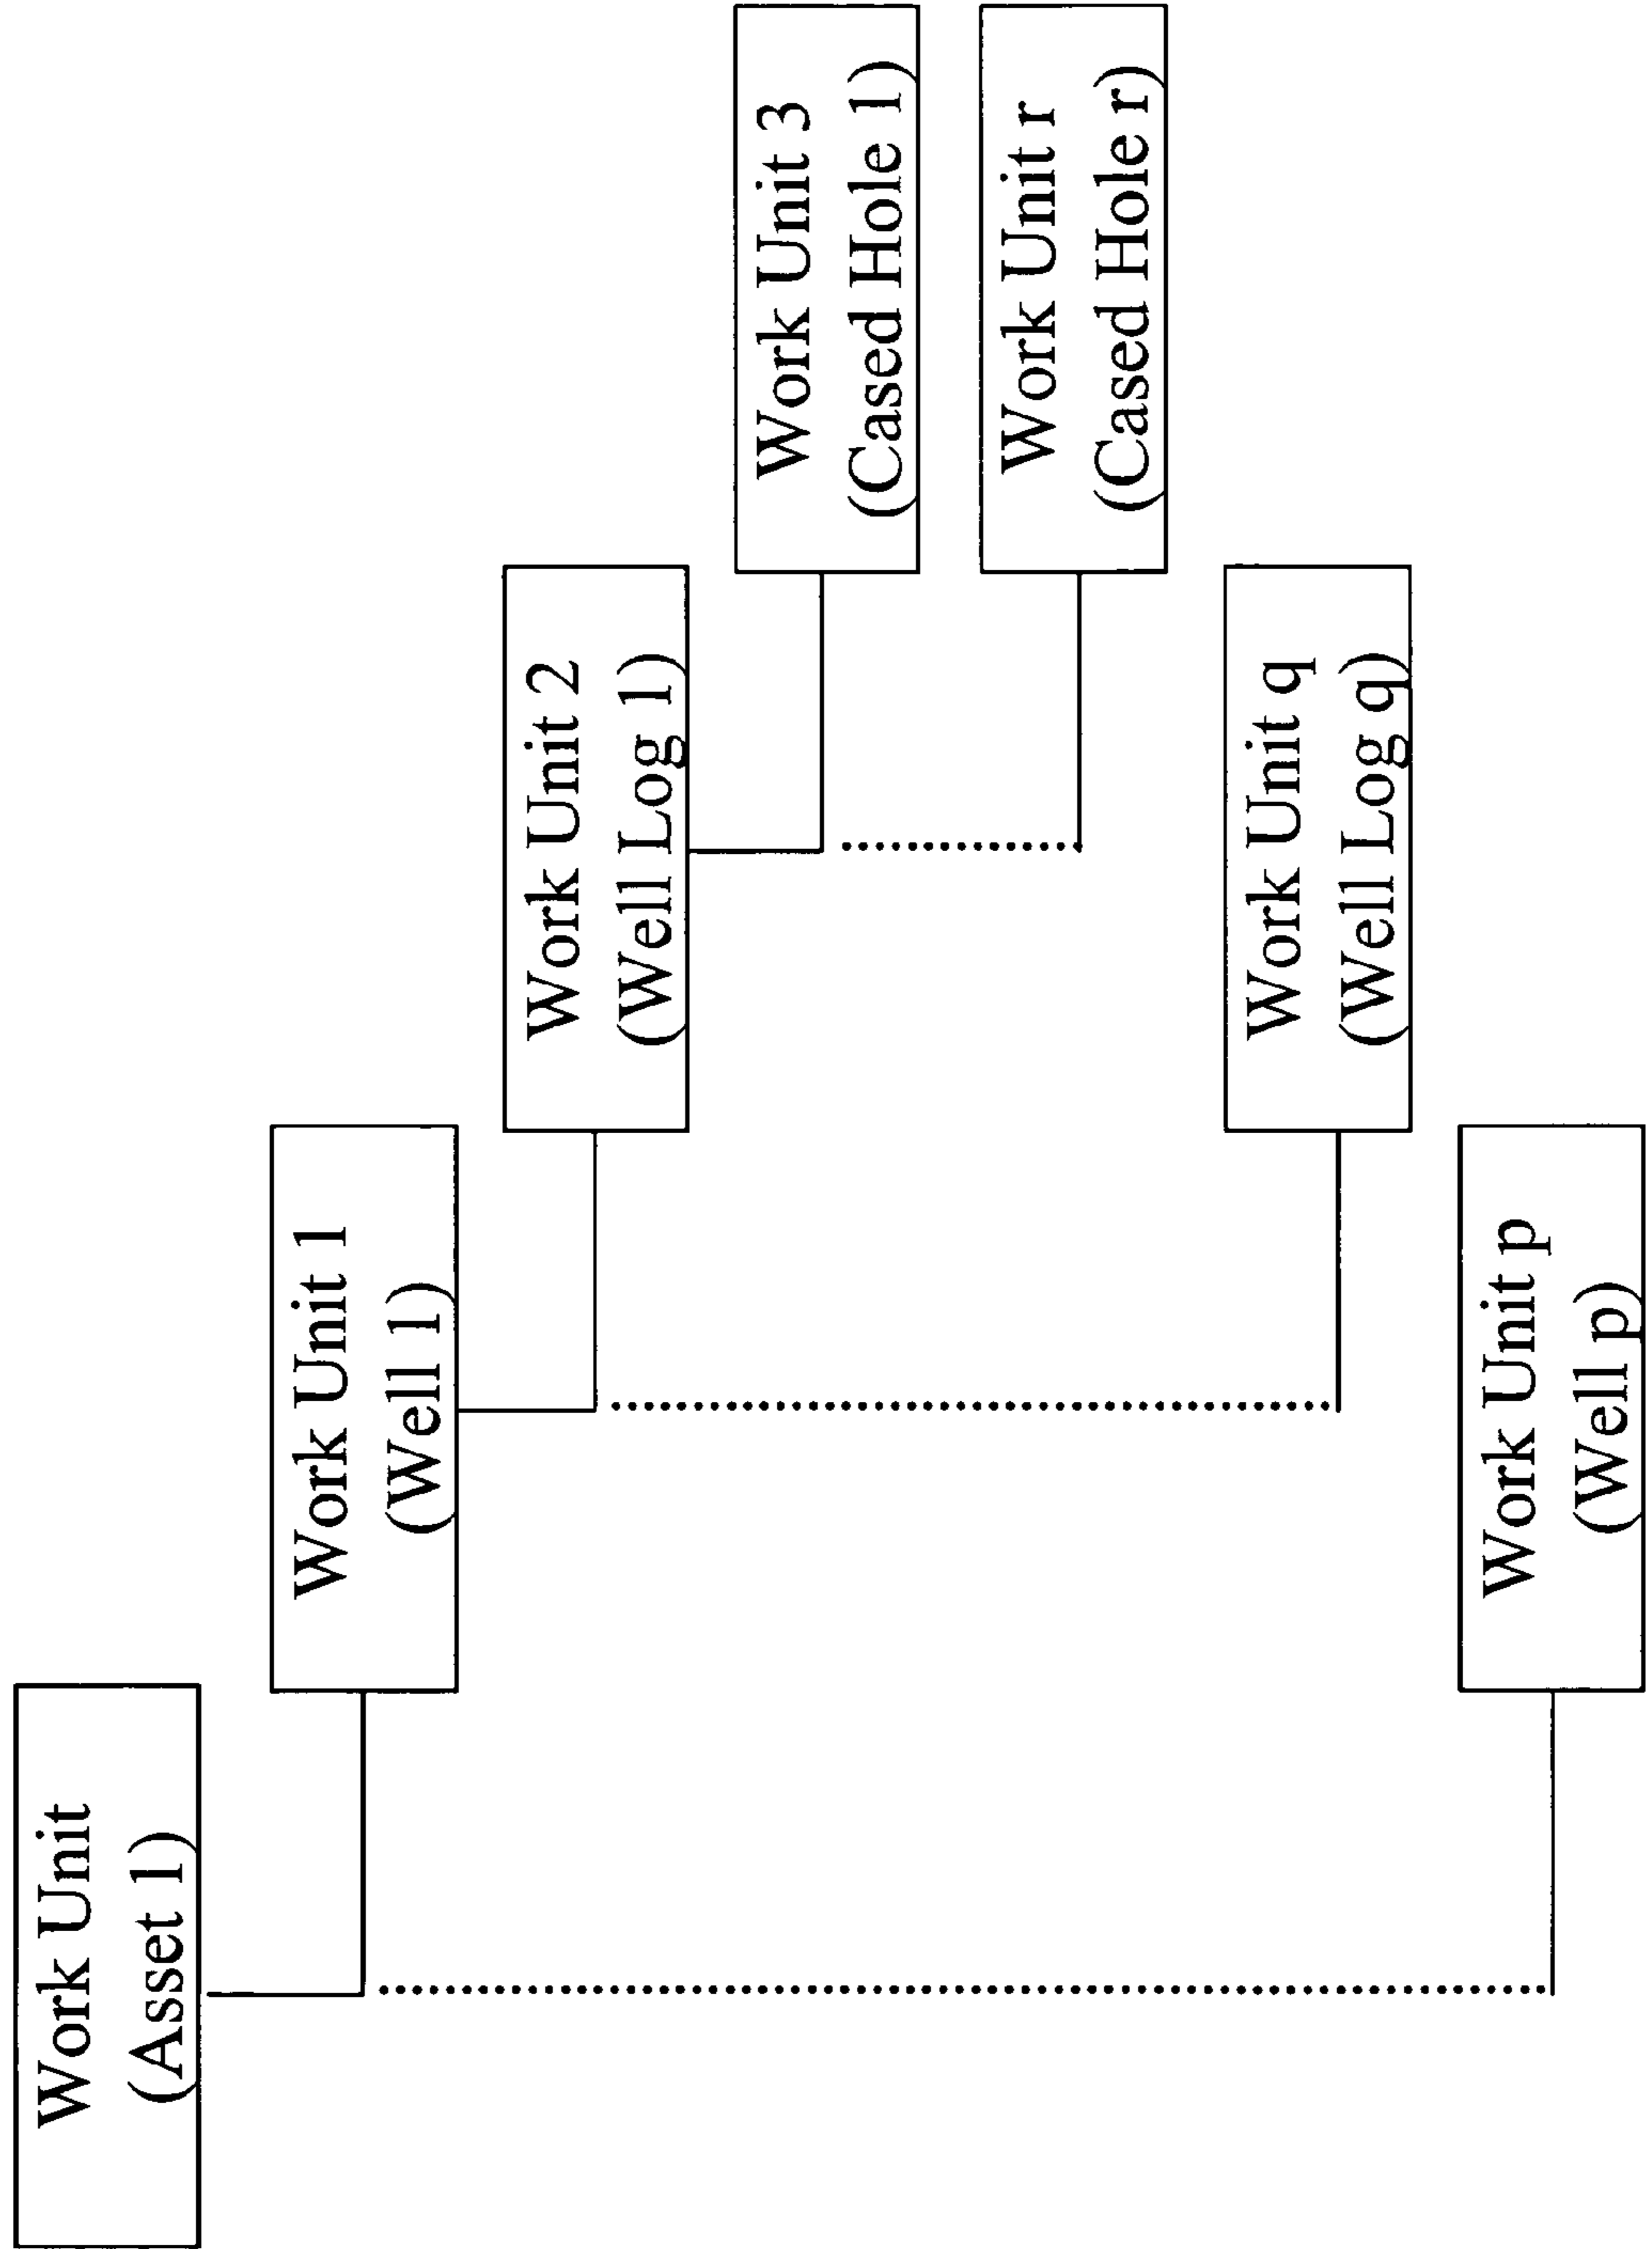 Work Unit
(Asset 1)
Work Unit 1
(Well 1)
Work Unit 2
(Well Log 1)
Work Unit 3
(Cased Hole 1)
Work Unit r
(Cased Hole r)
Work Unit q
(Well Log q)
Work Unit p
(Well p)